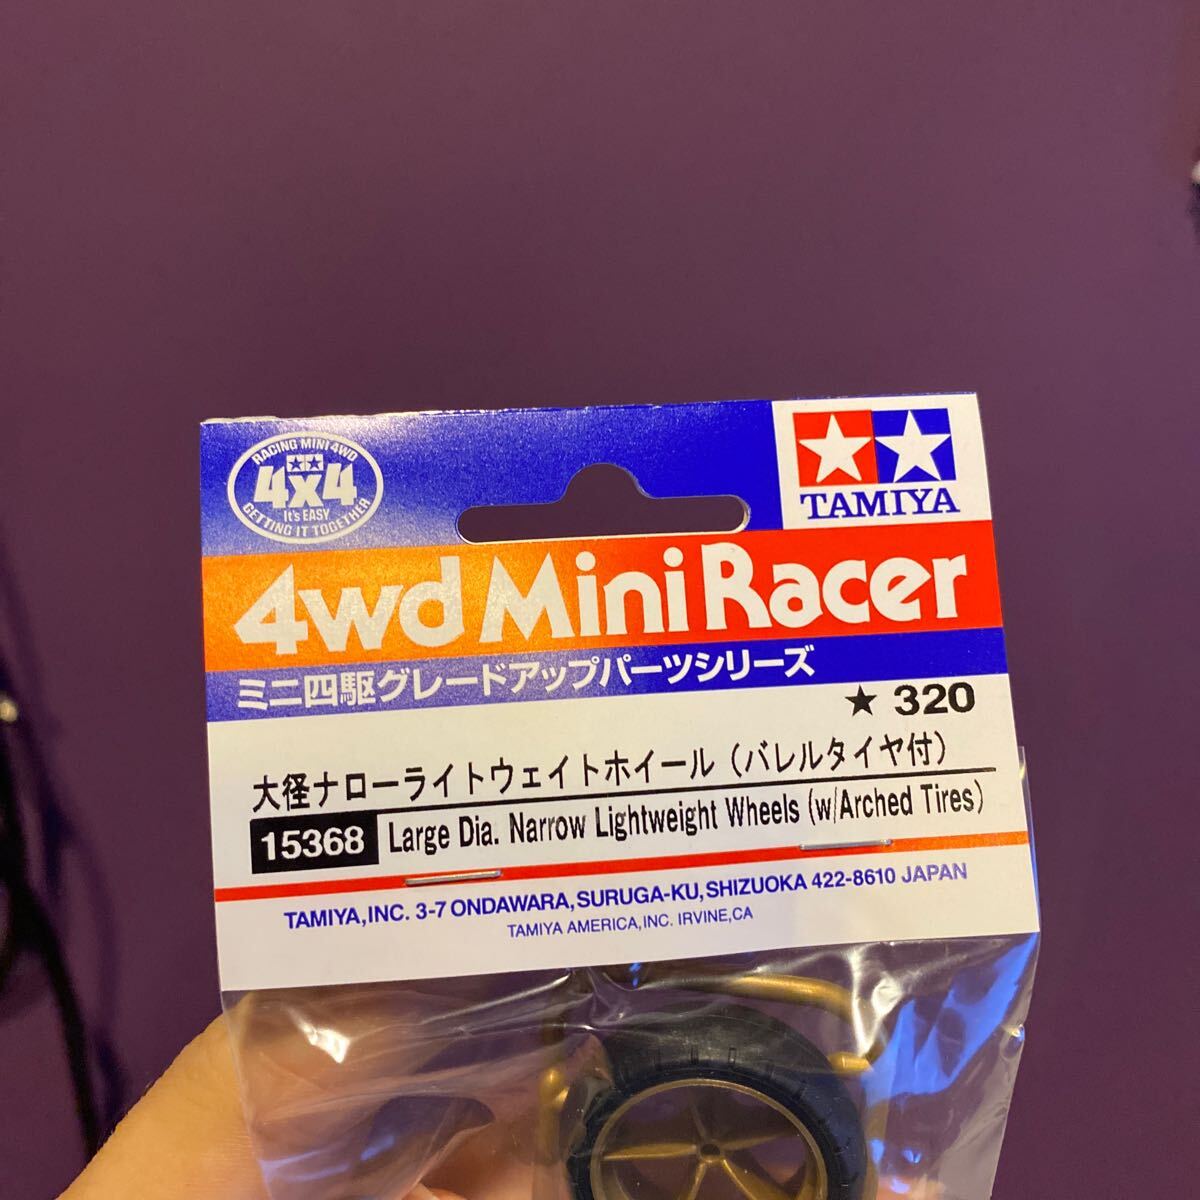 RACING MINI 4WD
4x4
It's EASY
GETTING IT TOGETHER
TAMIYA
4wd Mini Racer
ミニ四駆グレードアップパーツシリーズ
★ 320
大径ナローライトウェイトホイール（バレルタイヤ付）
15368 Large Dia. Narrow Lightweight Wheels (w/Arched Tires)
TAMIYA,INC. 3-7 ONDAWARA, SURUGA-KU, SHIZUOKA 422-8610 JAPAN
TAMIYA AMERICA, INC. IRVINE,CA